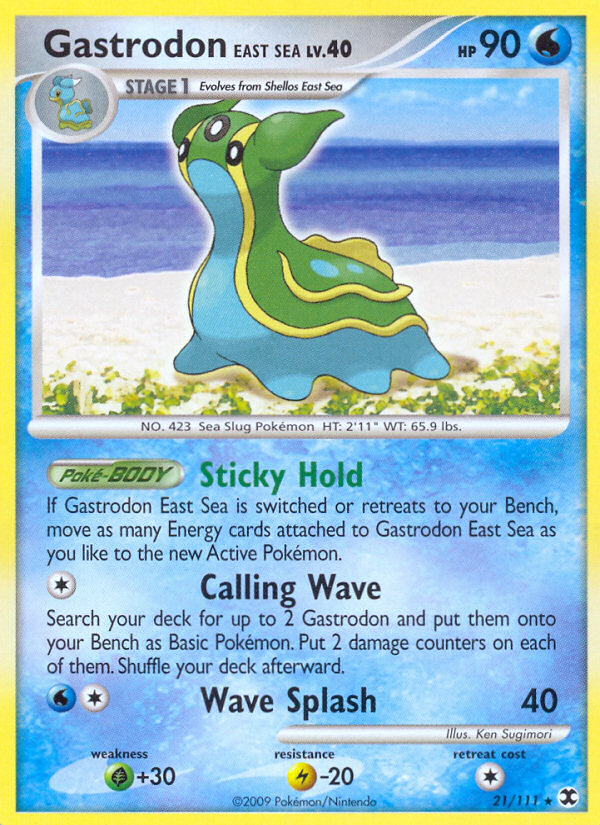 Gastrodon EAST SEA LV.40 HP 90
STAGE 1 Evolves from Shellos East Sea
NO. 423 Sea Slug Pokémon HT: 2'11" WT: 65.9 lbs.
Poké-BODY Sticky Hold
If Gastrodon East Sea is switched or retreats to your Bench,
move as many Energy cards attached to Gastrodon East Sea as
you like to the new Active Pokémon.
Calling Wave
Search your deck for up to 2 Gastrodon and put them onto
your Bench as Basic Pokémon. Put 2 damage counters on each
of them. Shuffle your deck afterward.
Wave Splash 40
Illus. Ken Sugimori
weakness resistance retreat cost
+30 -20
©2009 Pokémon/Nintendo 21/111